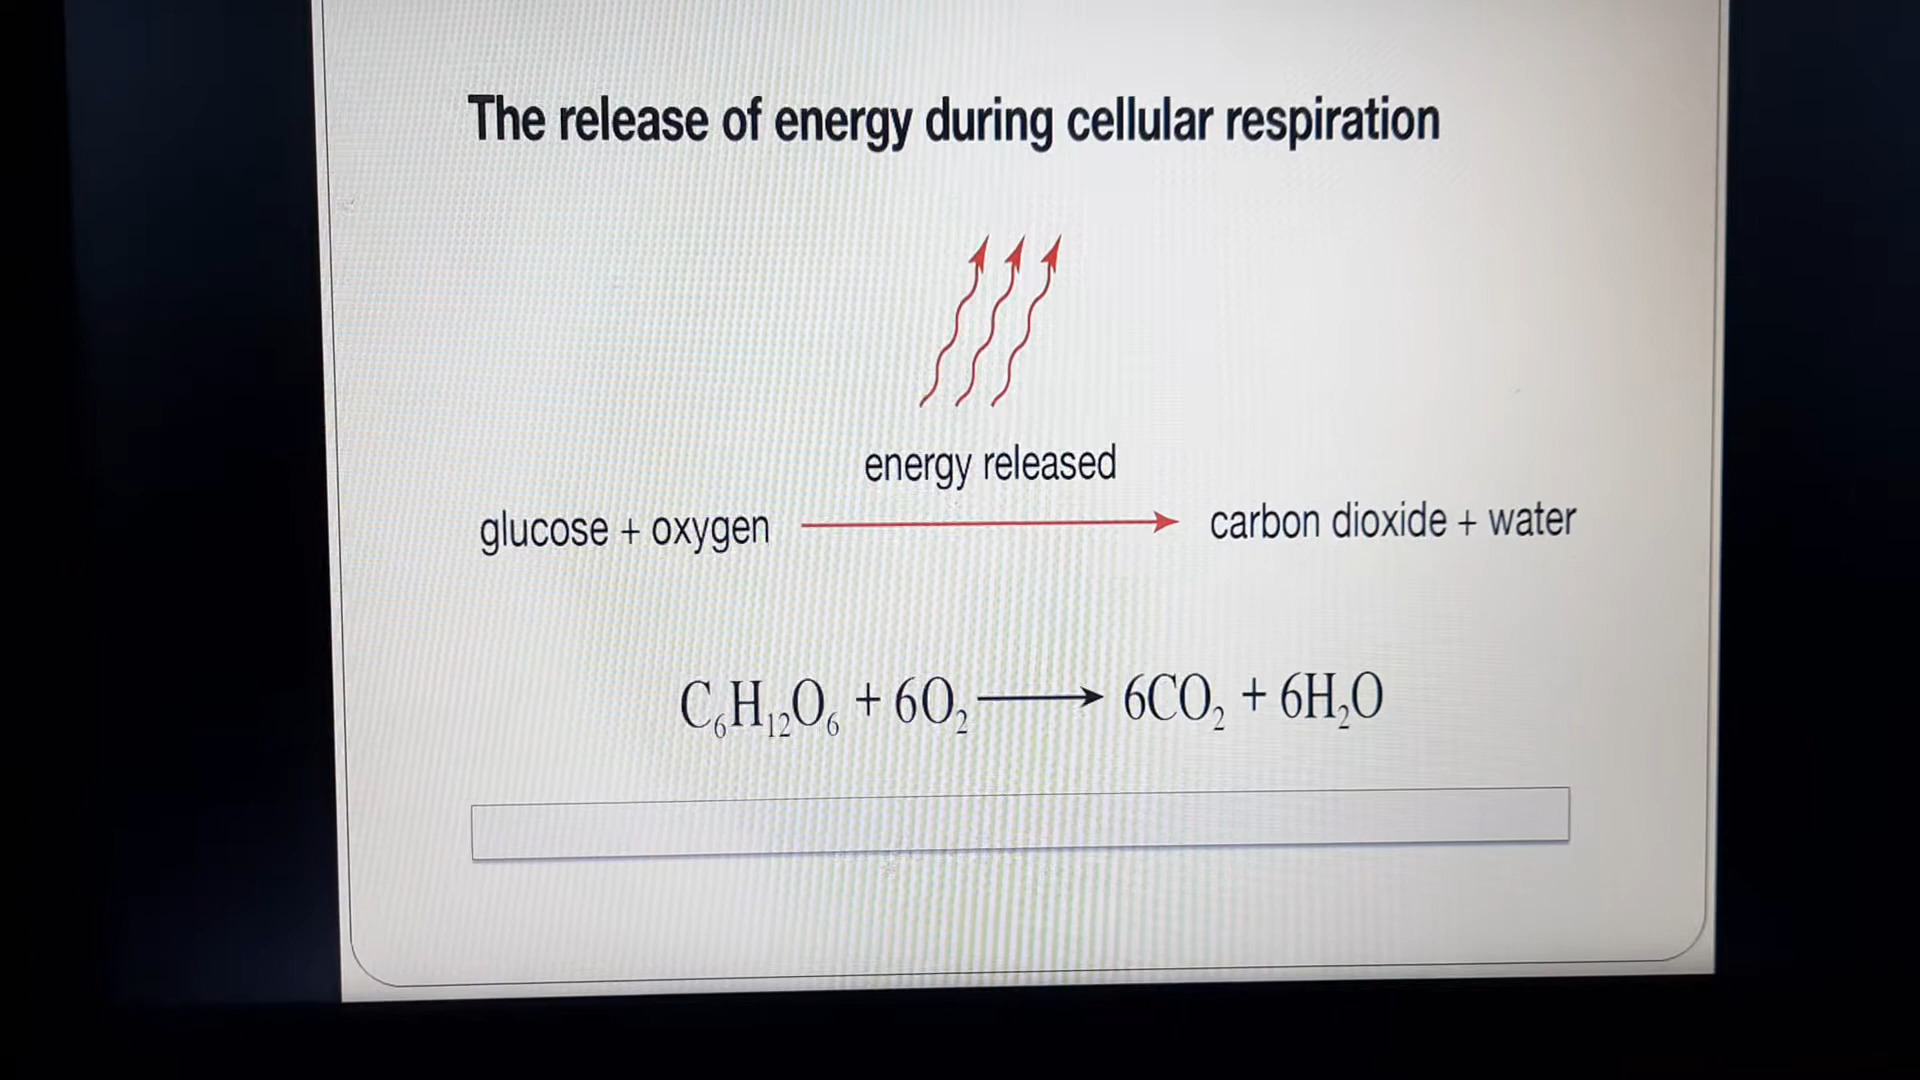 The release of energy during cellular respiration
energy released
glucose + oxygen → carbon dioxide + water
C₆H₁₂O₆ + 6O₂ → 6CO₂ + 6H₂O